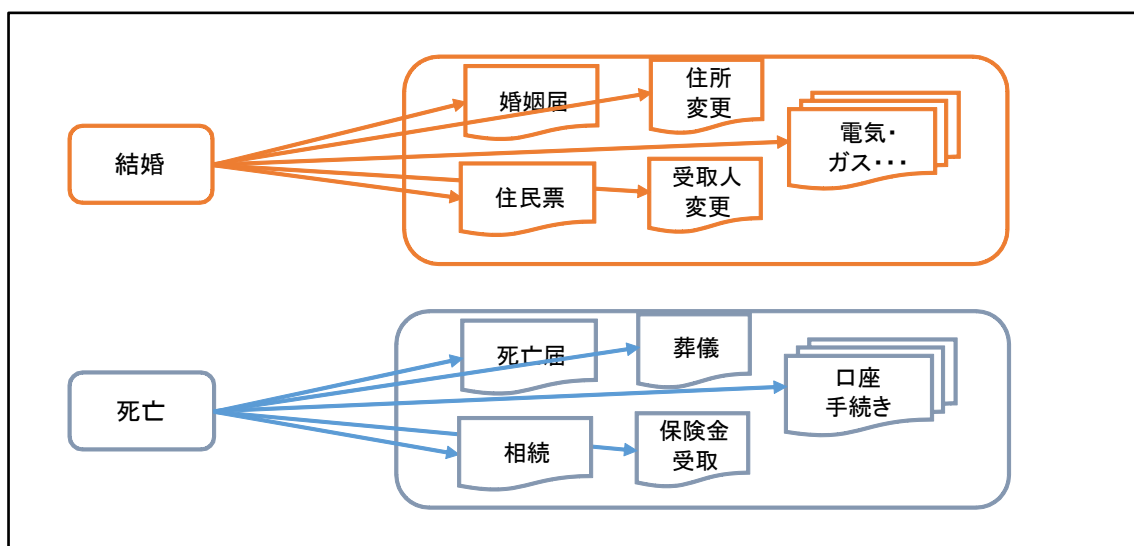 結婚
婚姻届
住所
変更
電気・
ガス・・・
住民票
受取人
変更
死亡
死亡届
葬儀
口座
手続き
相続
保険金
受取